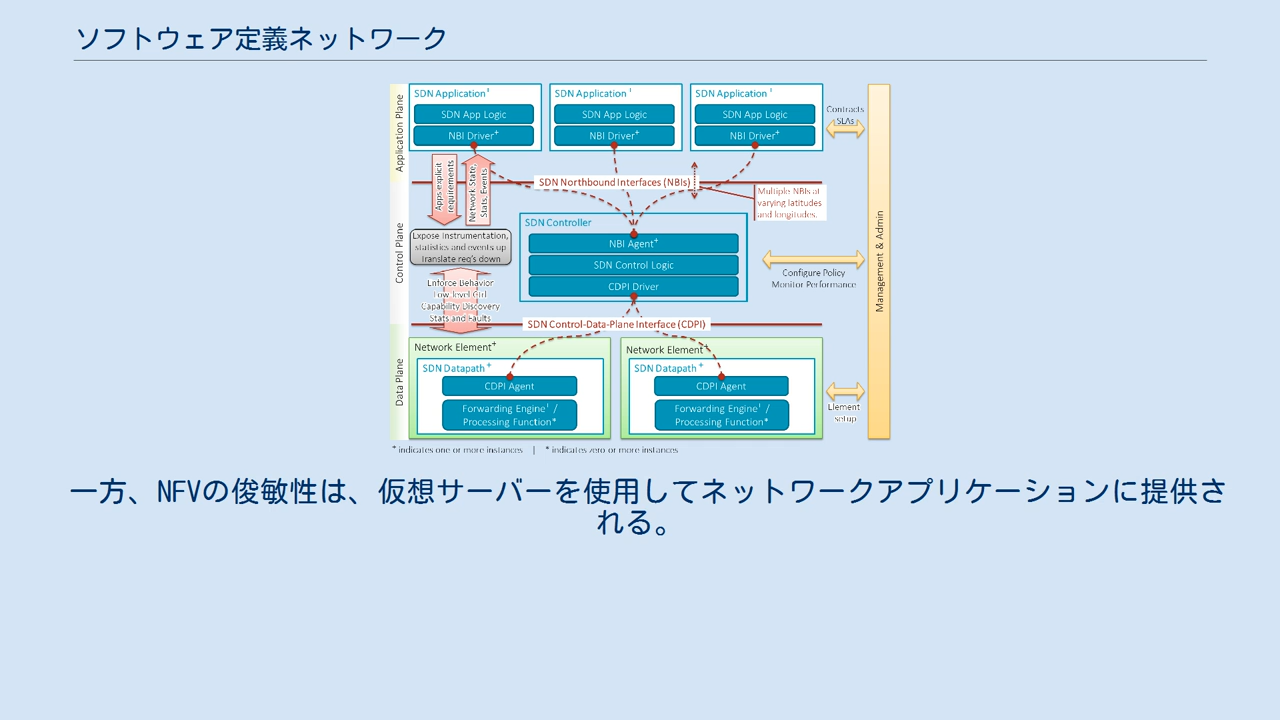 ソフトウェア定義ネットワーク
Application Plane
SDN Application
SDN App Logic
NBI Driver+
SDN Application
SDN App Logic
NBI Driver+
SDN Application
SDN App Logic
NBI Driver+
Contracts
SLAs
Apps explicit
requirements
Network State,
Stats, Events
SDN Northbound Interfaces (NBIs)
Multiple NBIs at
varying latitudes
and longitudes.
Control Plane
Expose Instrumentation,
statistics and events up
Translate req's down
SDN Controller
NBI Agent+
SDN Control Logic
CDPI Driver
Configure Policy
Monitor Performance
Management & Admin
Enforce Behavior
Low-level Ctrl
Capability Discovery
Stats and Faults
SDN Control-Data-Plane Interface (CDPI)
Data Plane
Network Element+
SDN Datapath+
CDPI Agent
Forwarding Engine /
Processing Function*
Network Element+
SDN Datapath+
CDPI Agent
Forwarding Engine /
Processing Function*
Element
setup
+ indicates one or more instances | * indicates zero or more instances
一方、NFVの俊敏性は、仮想サーバーを使用してネットワークアプリケーションに提供さ
れる。